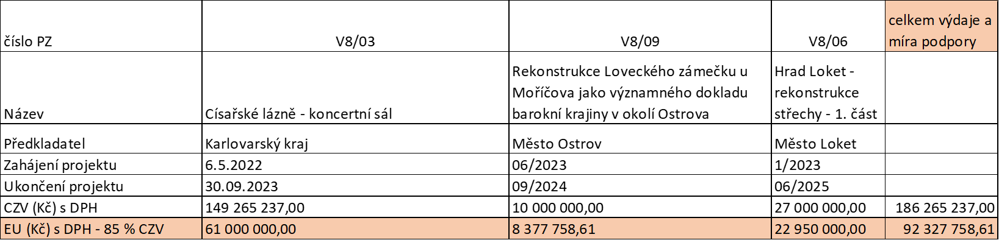 číslo PZ V8/03 V8/09 V8/06 celkem výdaje a
míra podpory
Název Císařské lázně - koncertní sál
Rekonstrukce Loveckého zámečku u
Moříčova jako významného dokladu
barokní krajiny v okolí Ostrova
Hrad Loket -
rekonstrukce
střechy - 1. část
Předkladatel Karlovarský kraj Město Ostrov Město Loket
Zahájení projektu 6.5.2022 06/2023 1/2023
Ukončení projektu 30.09.2023 09/2024 06/2025
CZV (Kč) s DPH 149 265 237,00 10 000 000,00 27 000 000,00 186 265 237,00
EU (Kč) s DPH - 85 % CZV 61 000 000,00 8 377 758,61 22 950 000,00 92 327 758,61